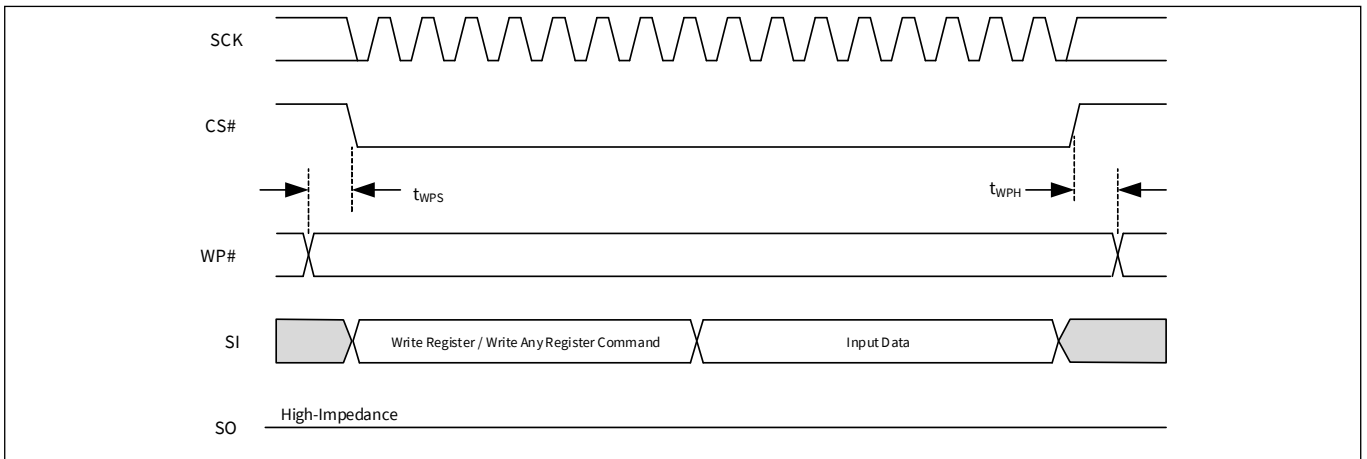 SCK
CS#
tWPS
tWPH
WP#
SI
Write Register / Write Any Register Command
Input Data
High-Impedance
SO